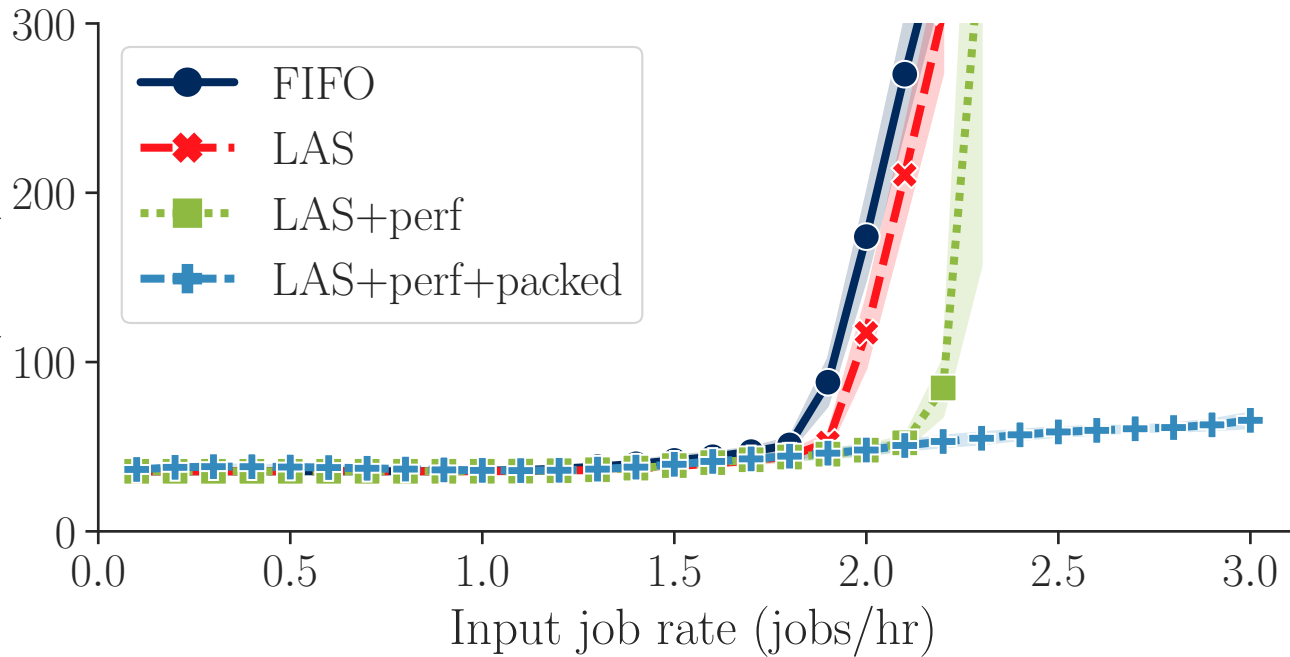 300
200
100
0
FIFO
LAS
LAS+perf
LAS+perf+packed
0.0 0.5 1.0 1.5 2.0 2.5 3.0
Input job rate (jobs/hr)